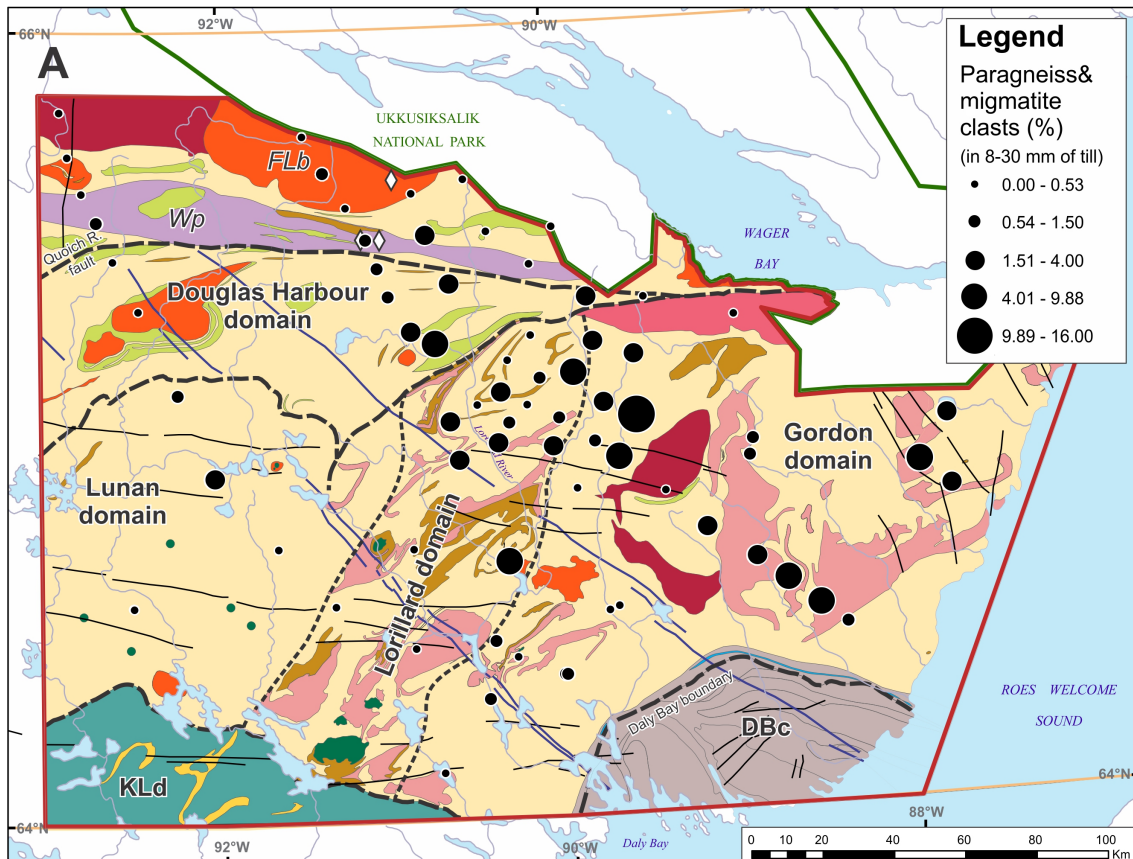 92°W
90°W
66°N
A
Legend
Paragneiss&
migmatite
clasts (%)
(in 8-30 mm of till)
0.00 - 0.53
0.54 - 1.50
1.51 - 4.00
4.01 - 9.88
9.89 - 16.00
UKKUSIKSALIK
NATIONAL PARK
FLb
Wp
Quoich R.
fault
WAGER
BAY
Douglas Harbour
domain
Lorillard River
Gordon
domain
Lunan
domain
Lorillard domain
Daly Bay boundary
DBc
ROES WELCOME
SOUND
KLd
64°N
64°N
88°W
92°W
90°W
Daly Bay
0 10 20 40 60 80 100
Km